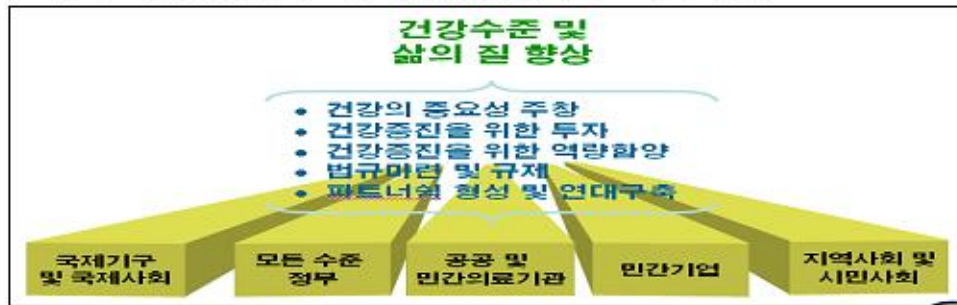 건강수준 및
삶의 질 향상
• 건강의 중요성 주창
• 건강증진을 위한 투자
• 건강증진을 위한 역량함양
• 법규마련 및 규제
• 파트너쉽 형성 및 연대구축
국제기구
및 국제사회
모든 수준
정부
공공 및
민간의료기관
민간기업
지역사회 및
시민사회